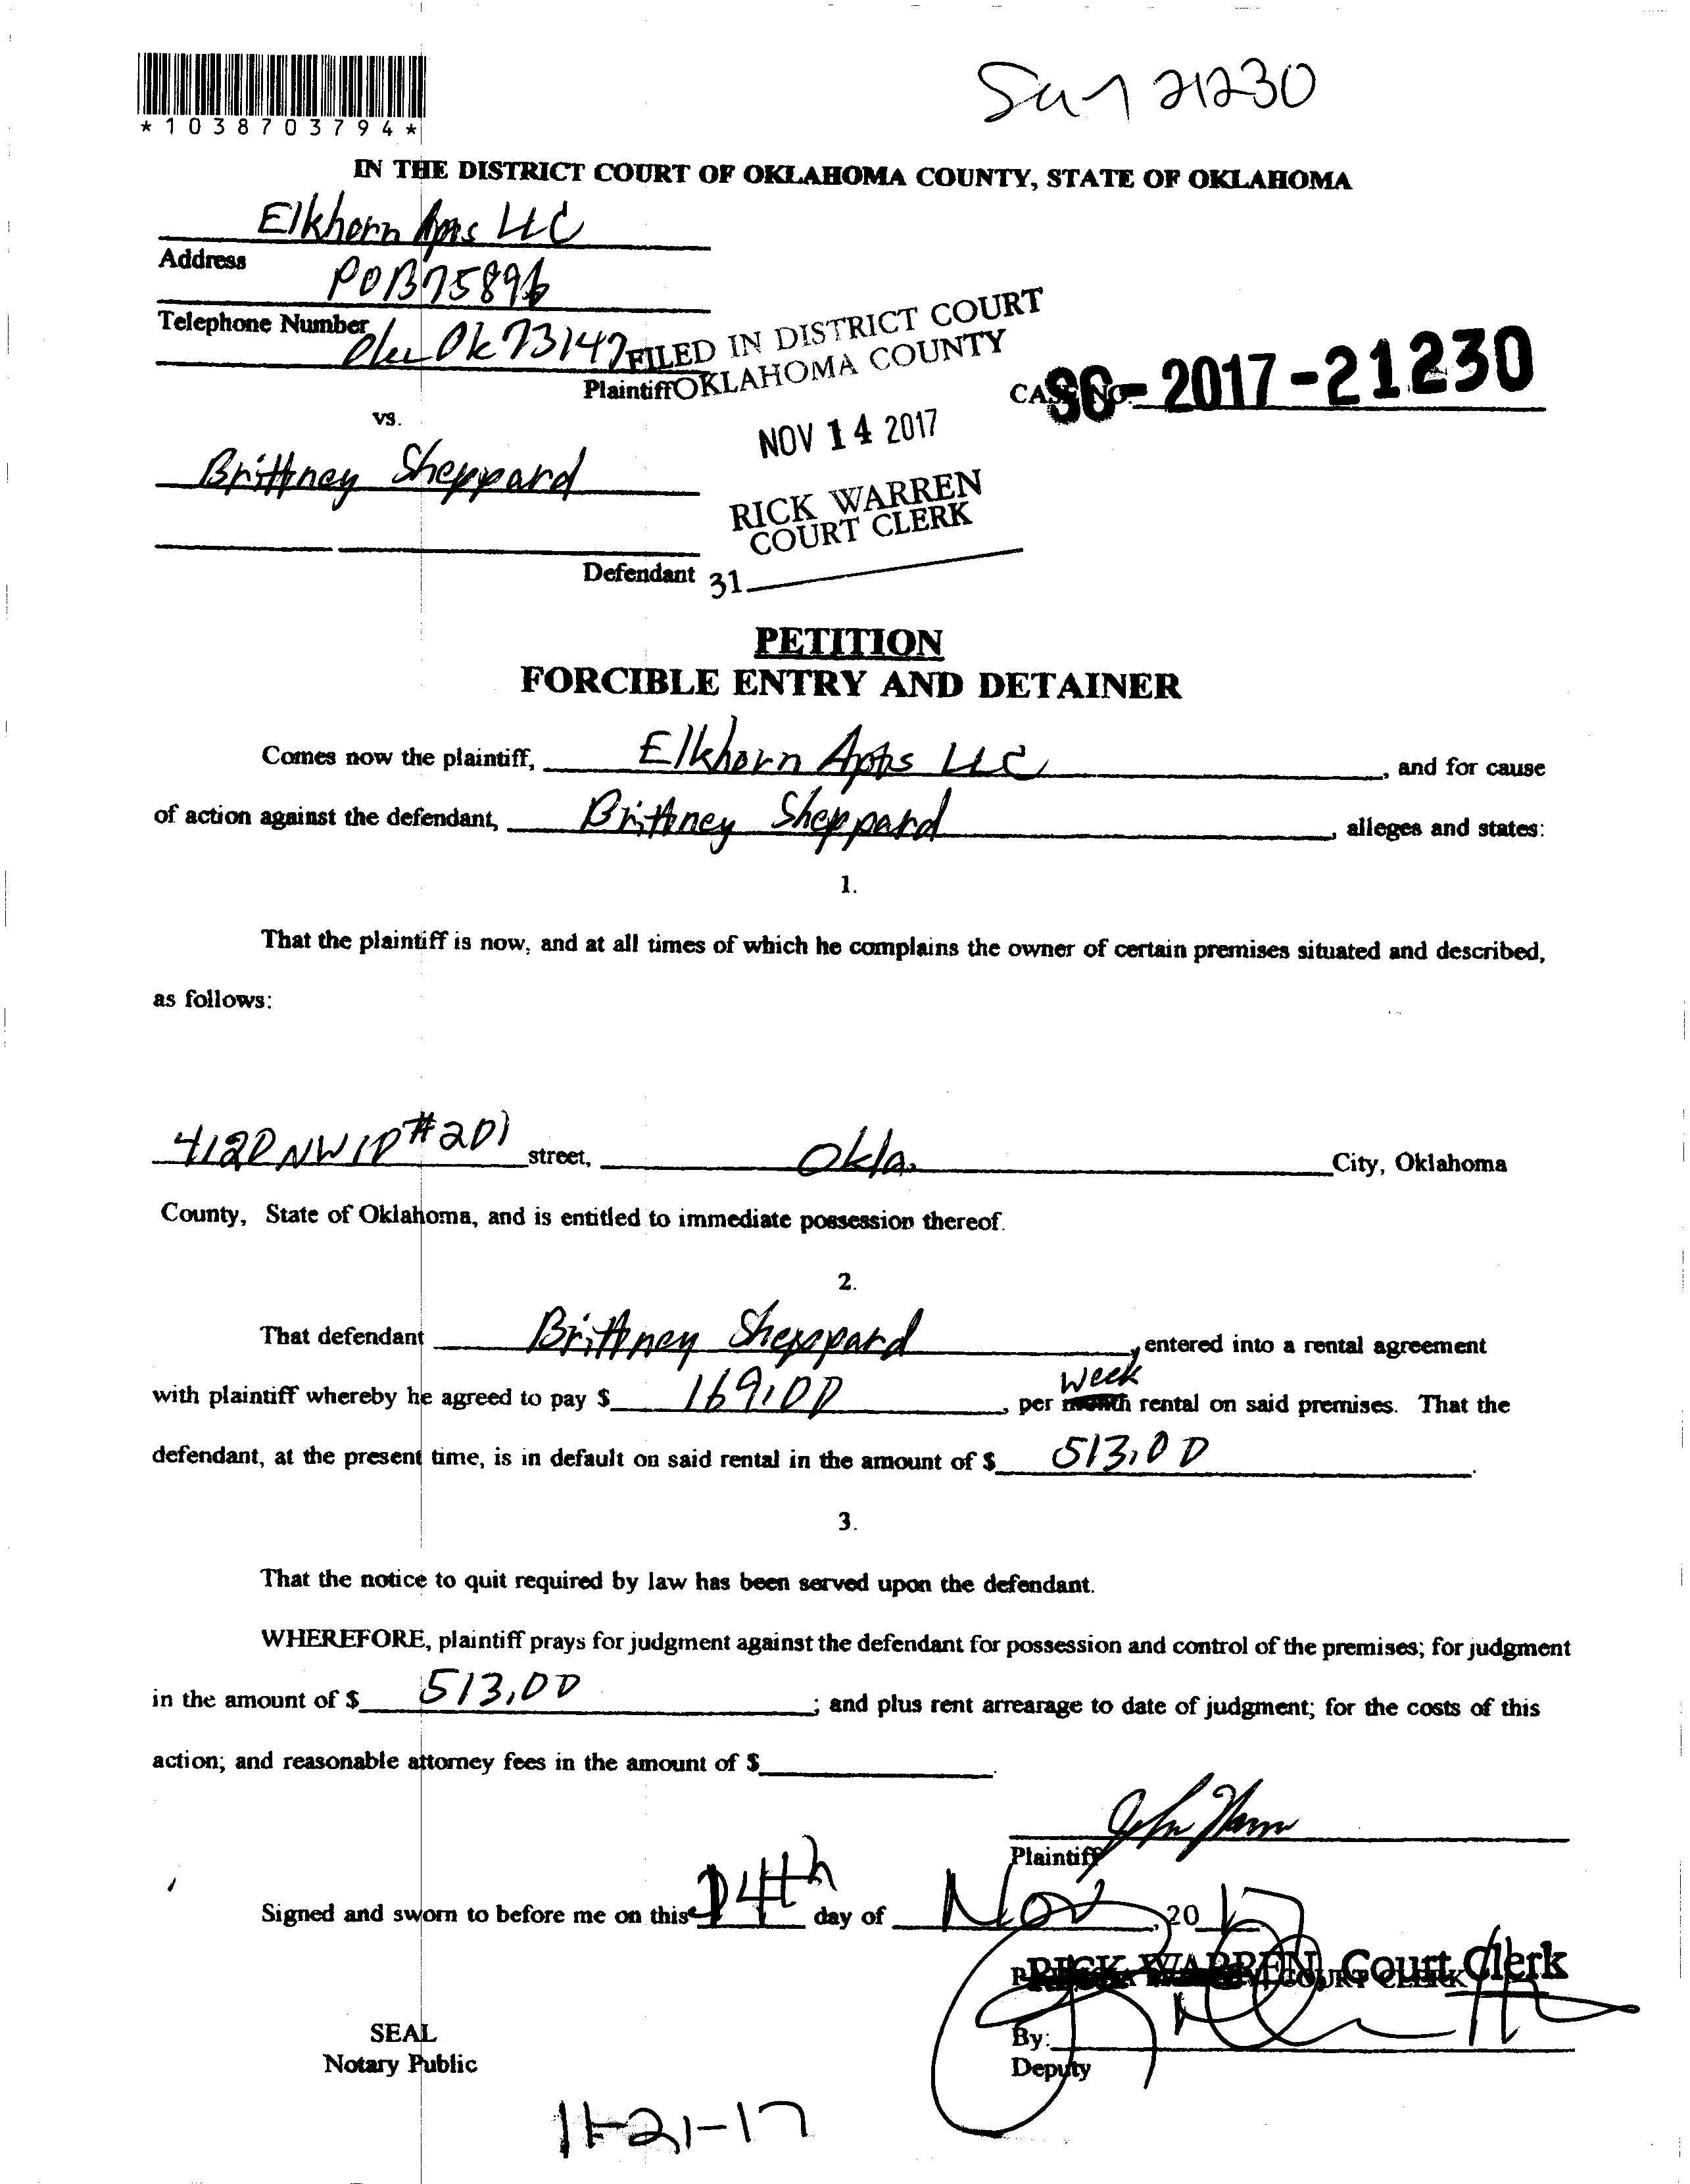 *1038703794*
21230
IN THE DISTRICT COURT OF OKLAHOMA COUNTY, STATE OF OKLAHOMA
Elkhorn Apts LLC
Address
POB 75896
Telephone Number
Ok 73147
FILED IN DISTRICT COURT
OKLAHOMA COUNTY
Plaintiff
CASE NO. SC-2017-21230
vs.
NOV 14 2017
Brittney Sheppard
RICK WARREN
COURT CLERK
Defendant
31
PETITION
FORCIBLE ENTRY AND DETAINER
Comes now the plaintiff, Elkhorn Apts LLC, and for cause
of action against the defendant, Brittney Sheppard, alleges and states:
1.
That the plaintiff is now, and at all times of which he complains the owner of certain premises situated and described,
as follows:
4120 NW 10 #201 street, Okla. City, Oklahoma
County, State of Oklahoma, and is entitled to immediate possession thereof.
2.
That defendant Brittney Sheppard, entered into a rental agreement
week
with plaintiff whereby he agreed to pay $ 169.00, per month rental on said premises. That the
defendant, at the present time, is in default on said rental in the amount of $ 513.00.
3.
That the notice to quit required by law has been served upon the defendant.
WHEREFORE, plaintiff prays for judgment against the defendant for possession and control of the premises; for judgment
in the amount of $ 513.00; and plus rent arrearage to date of judgment; for the costs of this
action; and reasonable attorney fees in the amount of $
Plaintiff
Signed and sworn to before me on this 14th day of Nov, 2017
RICK WARREN, Court Clerk
COURT CLERK
SEAL
By:
Notary Public
Deputy
11-21-17